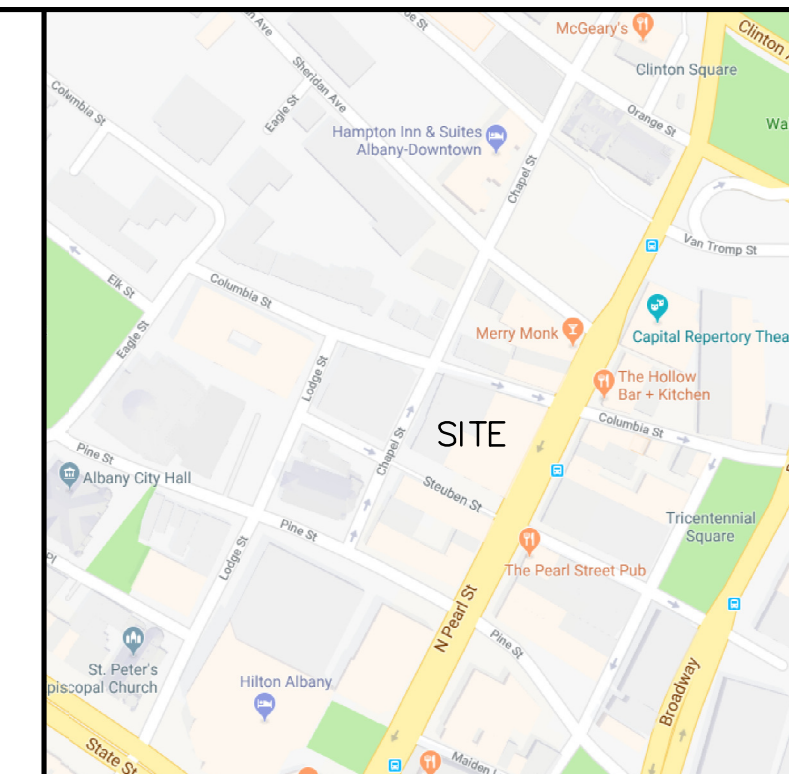 McGeary's
Clinton
Clinton Square
Sheridan Ave
Columbia St
Eagle St
Orange St
Hampton Inn & Suites
Albany-Downtown
Chapel St
Van Tromp St
Elk St
Columbia St
Merry Monk
Capital Repertory Thea
Eagle St
Lodge St
The Hollow
Bar + Kitchen
SITE
Columbia St
Pine St
Chapel St
Albany City Hall
Steuben St
Tricentennial
Square
Pine St
Lodge St
The Pearl Street Pub
N Pearl St
Pine St
St. Peter's
piscopal Church
Hilton Albany
Broadway
State St
Maiden